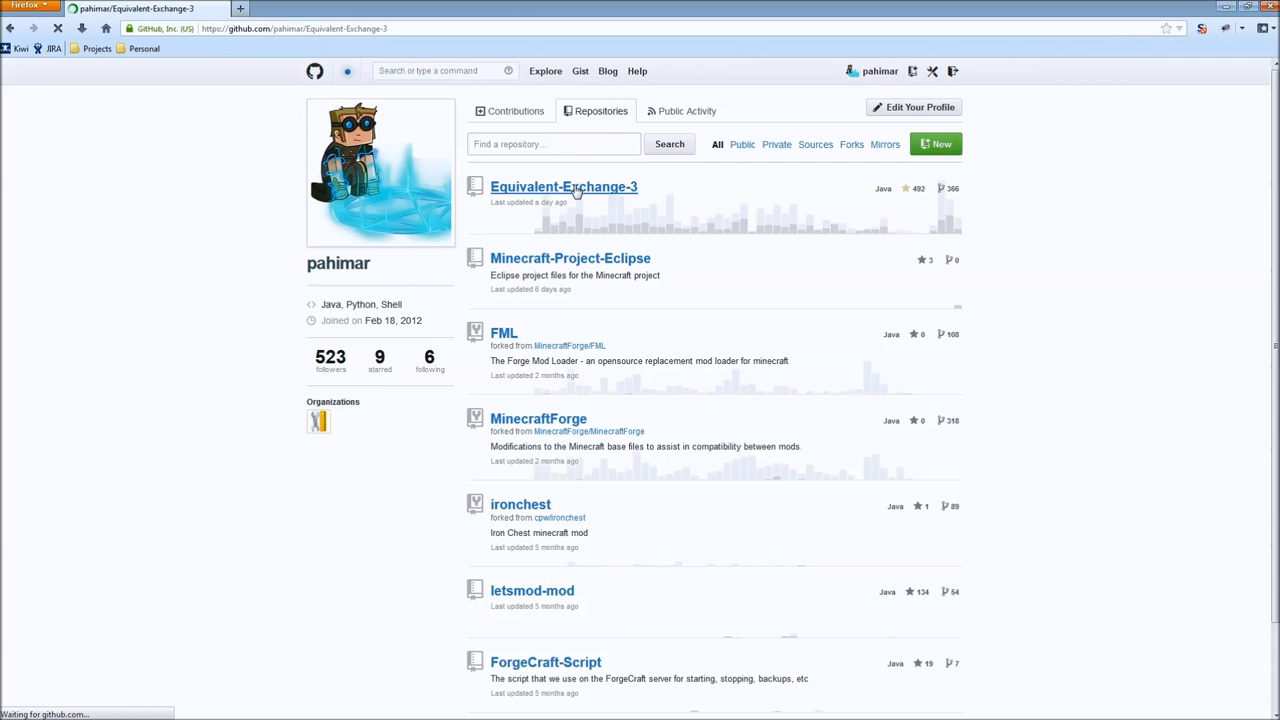 Firefox
pahimar/Equivalent-Exchange-3
GitHub, Inc. (US) https://github.com/pahimar/Equivalent-Exchange-3
Kiwi JIRA Projects Personal
Search or type a command Explore Gist Blog Help pahimar
Contributions Repositories Public Activity Edit Your Profile
Find a repository... Search All Public Private Sources Forks Mirrors New
Equivalent-Exchange-3 Java 492 366
Last updated a day ago
pahimar
Minecraft-Project-Eclipse 3 0
Eclipse project files for the Minecraft project
Last updated 6 days ago
Java, Python, Shell
Joined on Feb 18, 2012
523 9 6
followers starred following
Organizations
FML Java 0 108
forked from MinecraftForge/FML
The Forge Mod Loader - an opensource replacement mod loader for minecraft
Last updated 2 months ago
MinecraftForge Java 0 318
forked from MinecraftForge/MinecraftForge
Modifications to the Minecraft base files to assist in compatibility between mods.
Last updated 2 months ago
ironchest Java 1 89
forked from cpw/ironchest
Iron Chest minecraft mod
Last updated 5 months ago
letsmod-mod Java 134 54
Last updated 5 months ago
ForgeCraft-Script Java 19 7
The script that we use on the ForgeCraft server for starting, stopping, backups, etc
Last updated 5 months ago
Waiting for github.com...